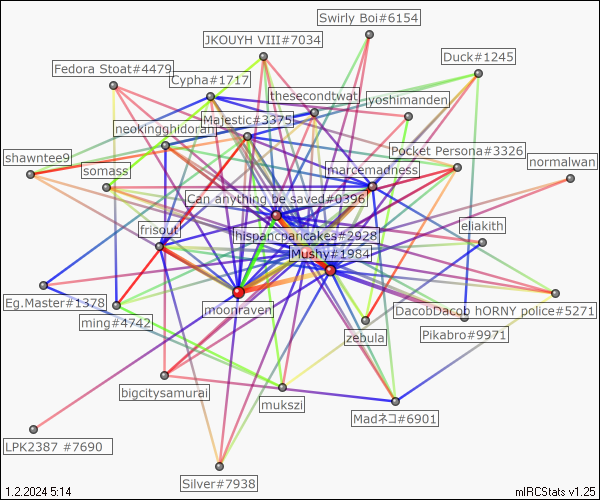 Swirly Boi#6154
JKOUYH VIII#7034
Duck#1245
Fedora Stoat#4479
Cypha#1717
thesecondtwat
yoshimanden
Majestic#3375
neokingghidorah
Pocket Persona#3326
shawntee9
normalwan
somass
marcemadness
Can anything be saved#0396
eliakith
frisout
hispancpancakes#2928
Mushy#1984
Eg.Master#1378
moonraven
DacobDacob hORNY police#5271
ming#4742
zebula
Pikabro#9971
bigcitysamurai
mukszi
Madネコ#6901
LPK2387 #7690
Silver#7938
1.2.2024 5:14
mIRCStats v1.25